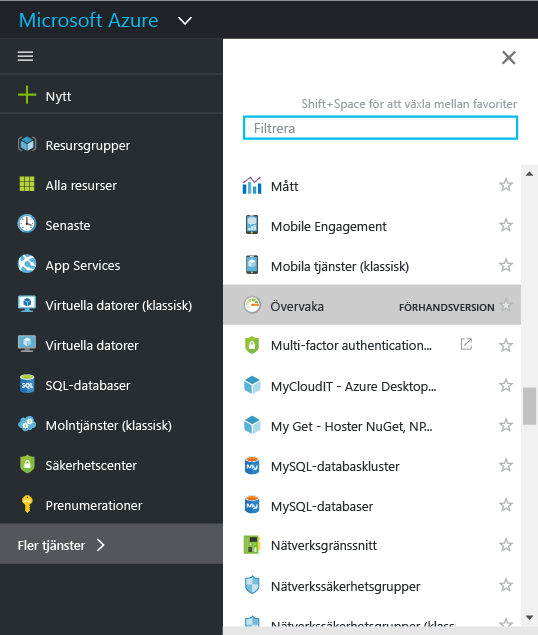 Microsoft Azure
Nytt
Resursgrupper
Alla resurser
Senaste
App Services
Virtuella datorer (klassisk)
Virtuella datorer
SQL-databaser
Molntjänster (klassisk)
Säkerhetscenter
Prenumerationer
Fler tjänster
Shift+Space för att väx:la mellan favoriter
Filtrera
Mått
Mobile Engagement
Mobila tjänster (klassisk)
Övervaka FÖRHANDSVERSION
Multi-factor authentication...
MyCloudIT - Azure Desktop...
My Get - Hoster NuGet, NP...
MySQL-databaskluster
MySQL-databaser
Nätverksgränssnitt
Nätverkssäkerhetsgrupper
Nätverkssäkerhetsgrupper (klass